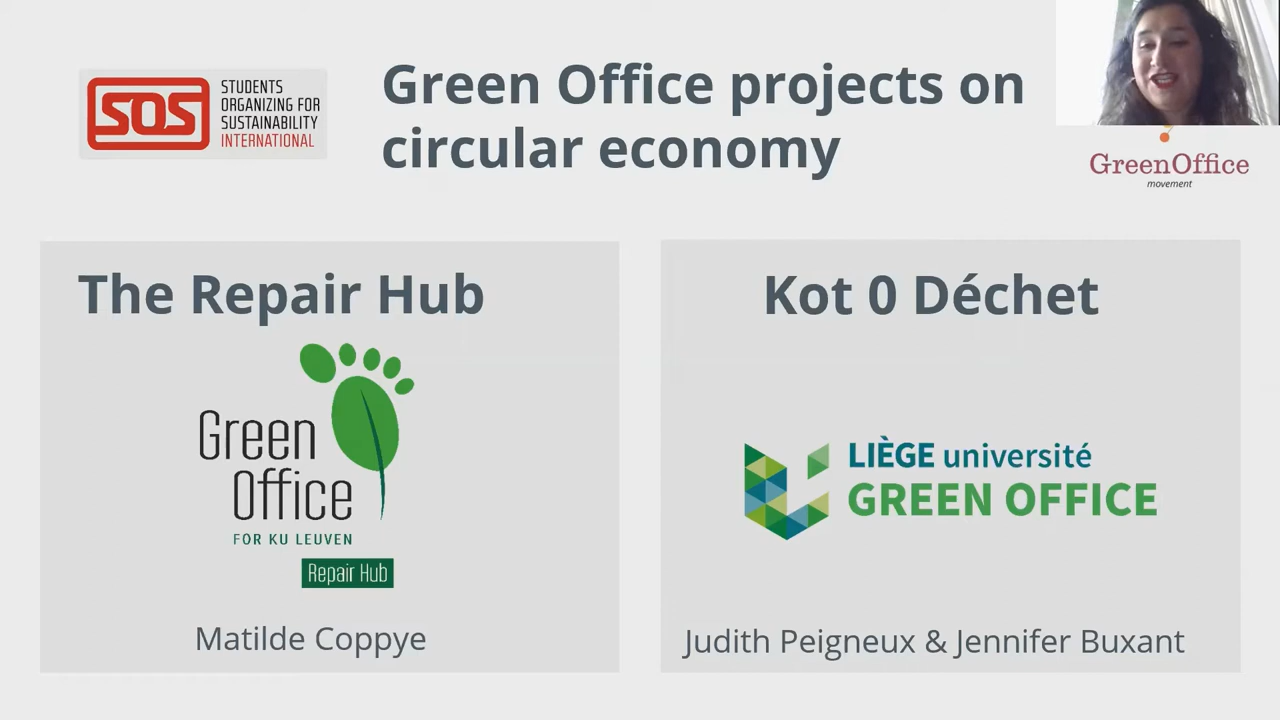 SOS
STUDENTS
ORGANIZING FOR
SUSTAINABILITY
INTERNATIONAL
Green Office projects on
circular economy
GreenOffice
movement
The Repair Hub
Green
Office
FOR KU LEUVEN
Repair Hub
Matilde Coppye
Kot 0 Déchet
LIÈGE université
GREEN OFFICE
Judith Peigneux & Jennifer Buxant